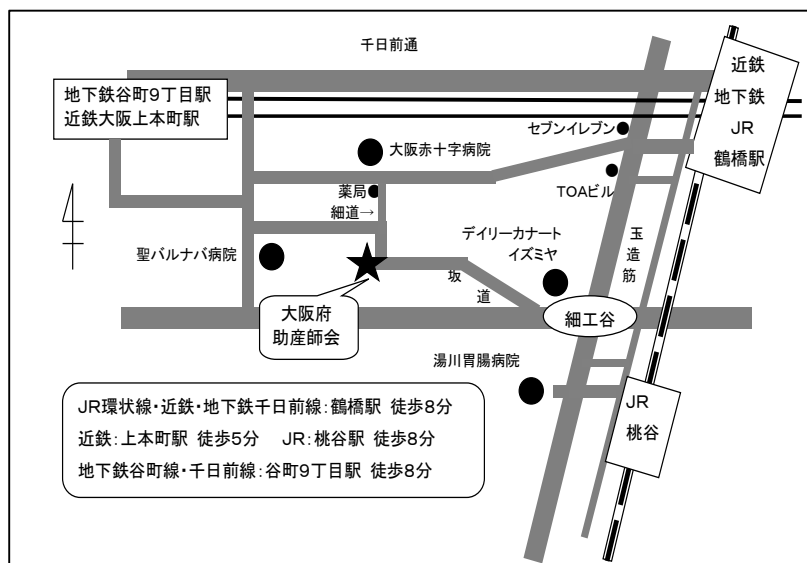 千日前通
近鉄
地下鉄
JR
鶴橋駅
地下鉄谷町9丁目駅
近鉄大阪上本町駅
セブンイレブン
大阪赤十字病院
TOAビル
薬局
細道→
デイリーカナート
イズミヤ
玉造筋
聖バルナバ病院
坂道
大阪府
助産師会
細工谷
湯川胃腸病院
JR
桃谷
JR環状線・近鉄・地下鉄千日前線:鶴橋駅 徒歩8分
近鉄:上本町駅 徒歩5分 JR:桃谷駅 徒歩8分
地下鉄谷町線・千日前線:谷町9丁目駅 徒歩8分